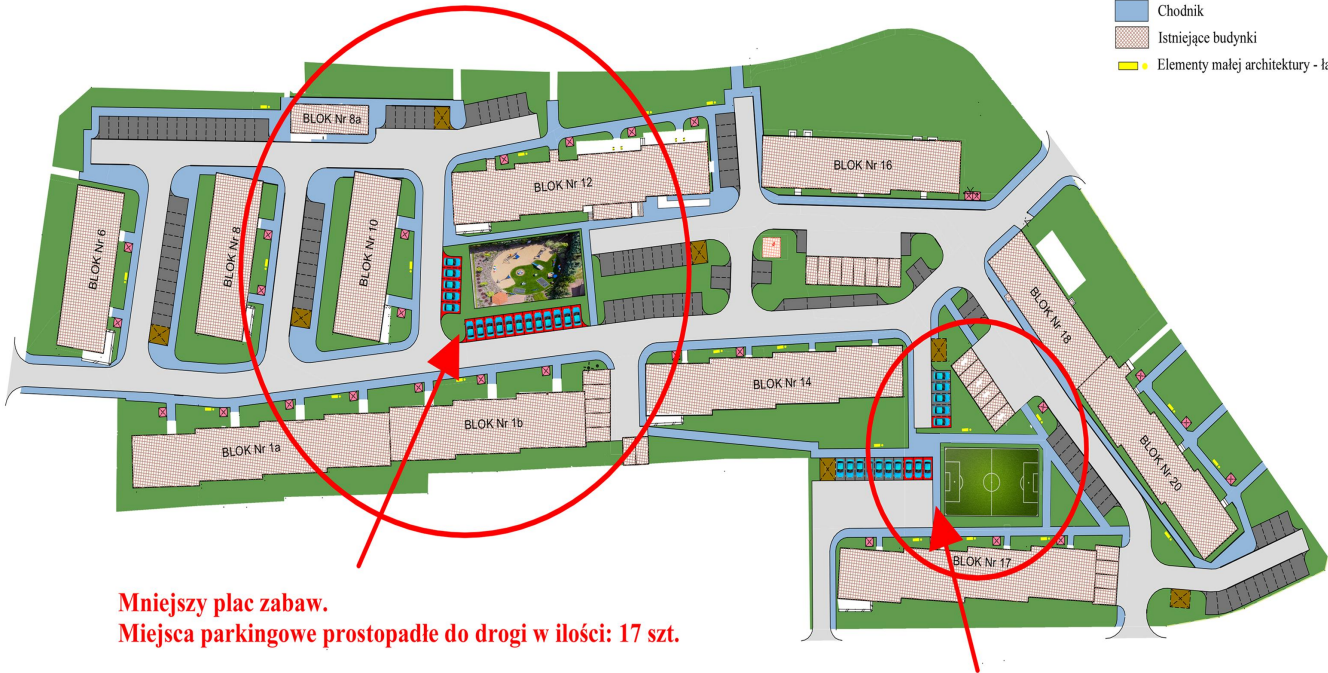 Chodnik
Istniejące budynki
Elementy małej architektury - ła
BLOK Nr 8a
BLOK Nr 12
BLOK Nr 16
BLOK Nr 6
BLOK Nr 8
BLOK Nr 10
BLOK Nr 18
BLOK Nr 14
BLOK Nr 1b
BLOK Nr 1a
BLOK Nr 20
BLOK Nr 17
Mniejszy plac zabaw.
Miejsca parkingowe prostopadłe do drogi w ilości: 17 szt.